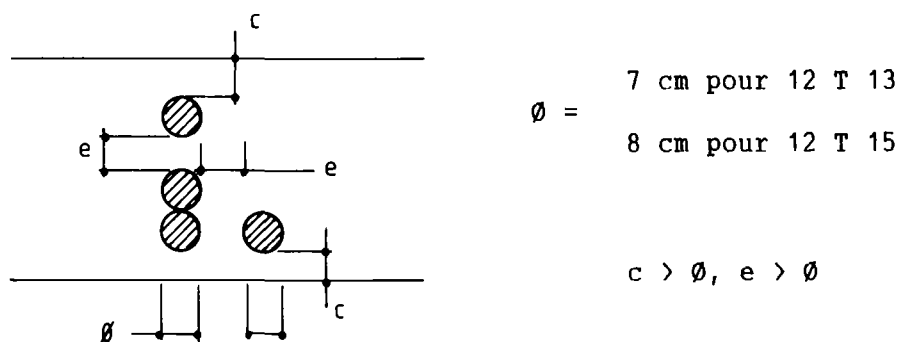 c
e
e
c
Ø
Ø =
7 cm pour 12 T 13
8 cm pour 12 T 15
c > Ø, e > Ø